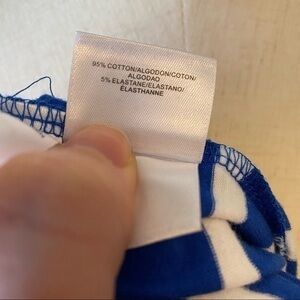 95% COTTON/ALGODON/COTON/
ALGODAO
5% ELASTANE/ELASTANO/
ÉLASTHANNE